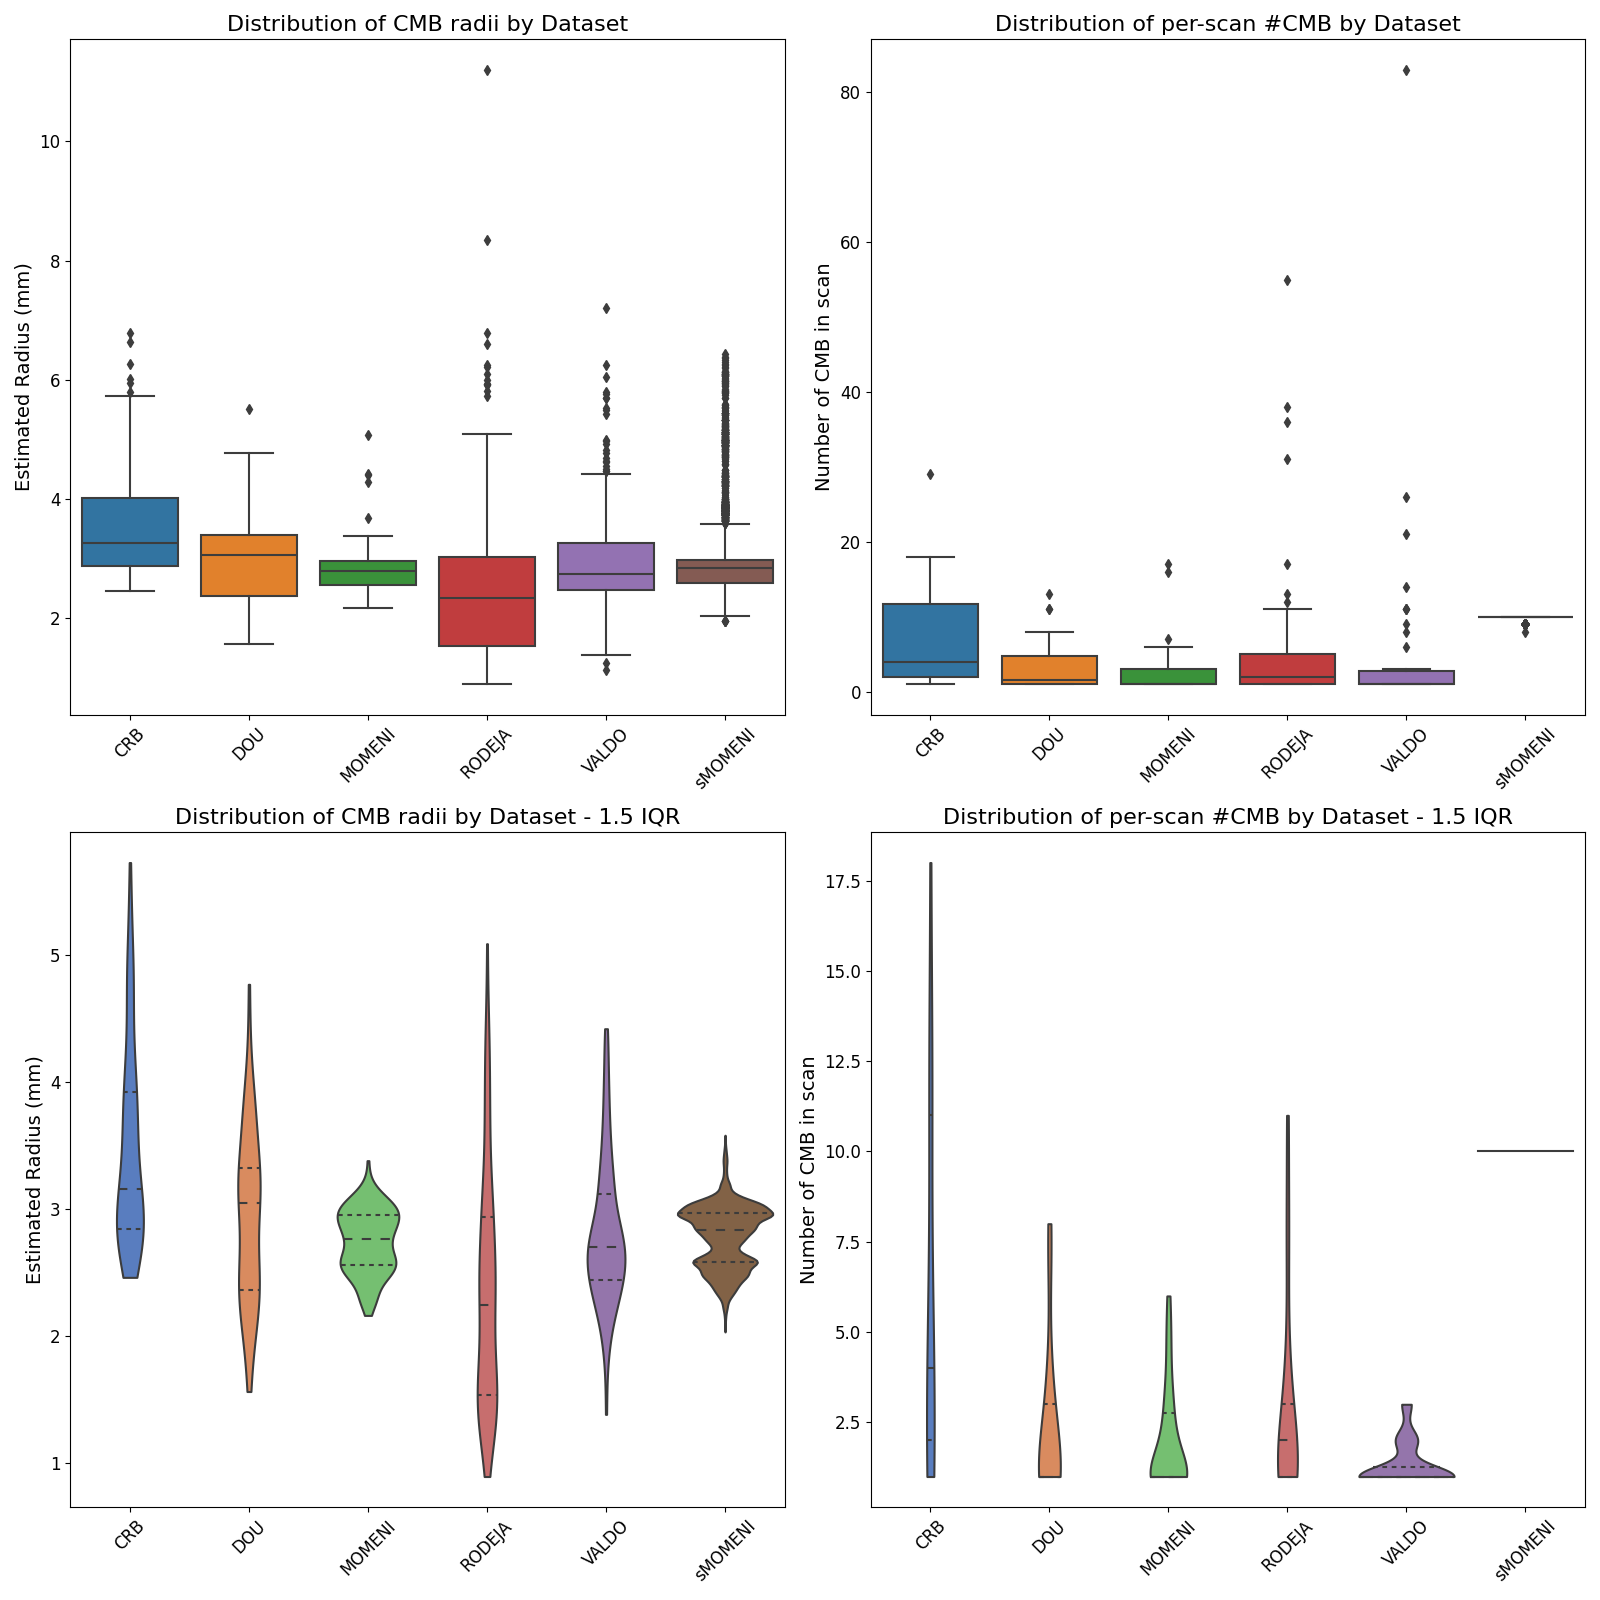 Distribution of CMB radii by Dataset
Estimated Radius (mm)
10
8
6
4
2
CRB
DOU
MOMENI
RODEJA
VALDO
sMOMENI
Distribution of per-scan #CMB by Dataset
Number of CMB in scan
80
60
40
20
0
CRB
DOU
MOMENI
RODEJA
VALDO
sMOMENI
Distribution of CMB radii by Dataset - 1.5 IQR
Estimated Radius (mm)
5
4
3
2
1
CRB
DOU
MOMENI
RODEJA
VALDO
sMOMENI
Distribution of per-scan #CMB by Dataset - 1.5 IQR
Number of CMB in scan
17.5
15.0
12.5
10.0
7.5
5.0
2.5
CRB
DOU
MOMENI
RODEJA
VALDO
sMOMENI